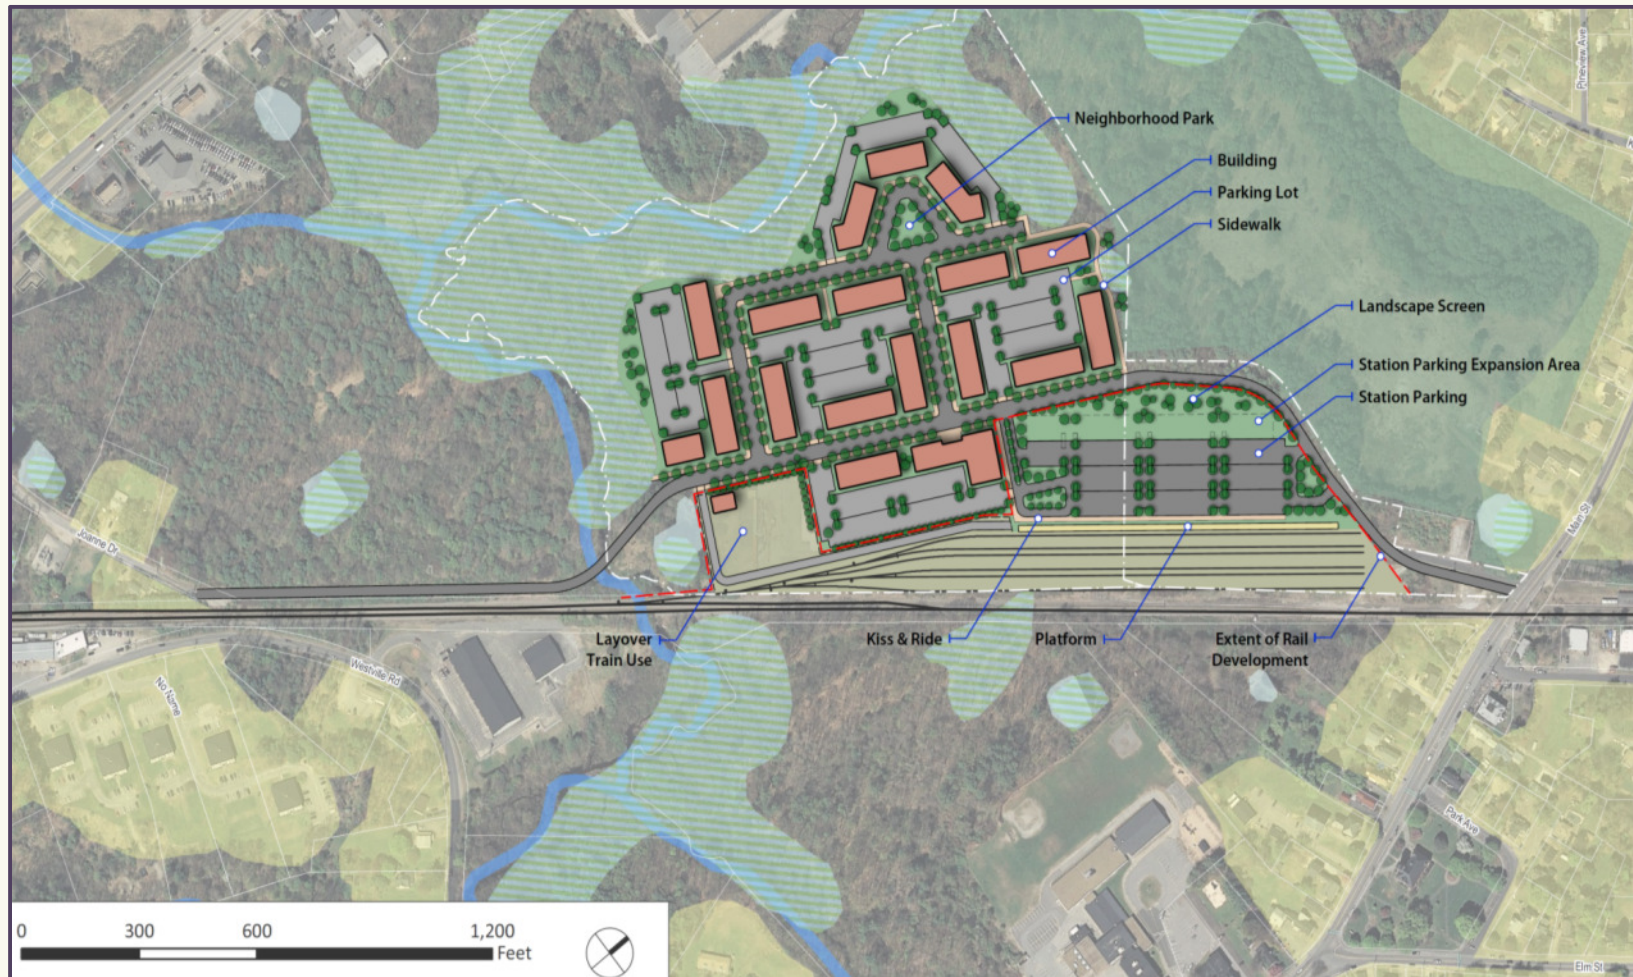 Pineview Ave
Neighborhood Park
Building
Parking Lot
Sidewalk
Landscape Screen
Station Parking Expansion Area
Station Parking
Main St
Joanne Dr
Layover
Train Use
Kiss & Ride
Platform
Extent of Rail
Development
Westville Rd
No Name
Park Ave
0 300 600 1,200
Feet
Elm St